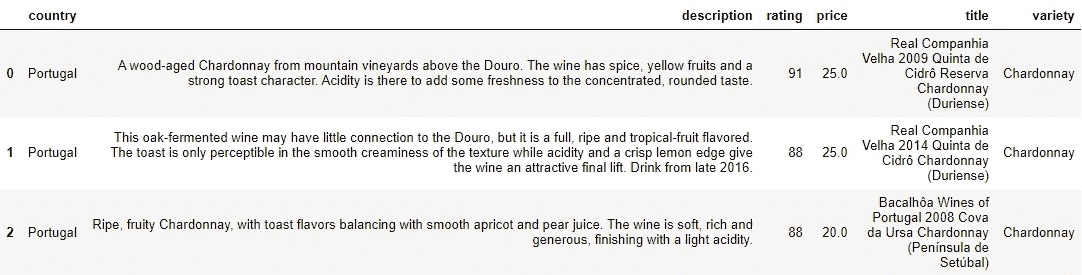 country description rating price title variety
0 Portugal A wood-aged Chardonnay from mountain vineyards above the Douro. The wine has spice, yellow fruits and a
strong toast character. Acidity is there to add some freshness to the concentrated, rounded taste. 91 25.0 Real Companhia
Velha 2009 Quinta de
Cidrô Reserva
Chardonnay
(Duriense) Chardonnay
1 Portugal This oak-fermented wine may have little connection to the Douro, but it is a full, ripe and tropical-fruit flavored.
The toast is only perceptible in the smooth creaminess of the texture while acidity and a crisp lemon edge give
the wine an attractive final lift. Drink from late 2016. 88 25.0 Real Companhia
Velha 2014 Quinta de
Cidrô Chardonnay
(Duriense) Chardonnay
2 Portugal Ripe, fruity Chardonnay, with toast flavors balancing with smooth apricot and pear juice. The wine is soft, rich and
generous, finishing with a light acidity. 88 20.0 Bacalhôa Wines of
Portugal 2008 Cova
da Ursa Chardonnay
(Península de
Setúbal) Chardonnay